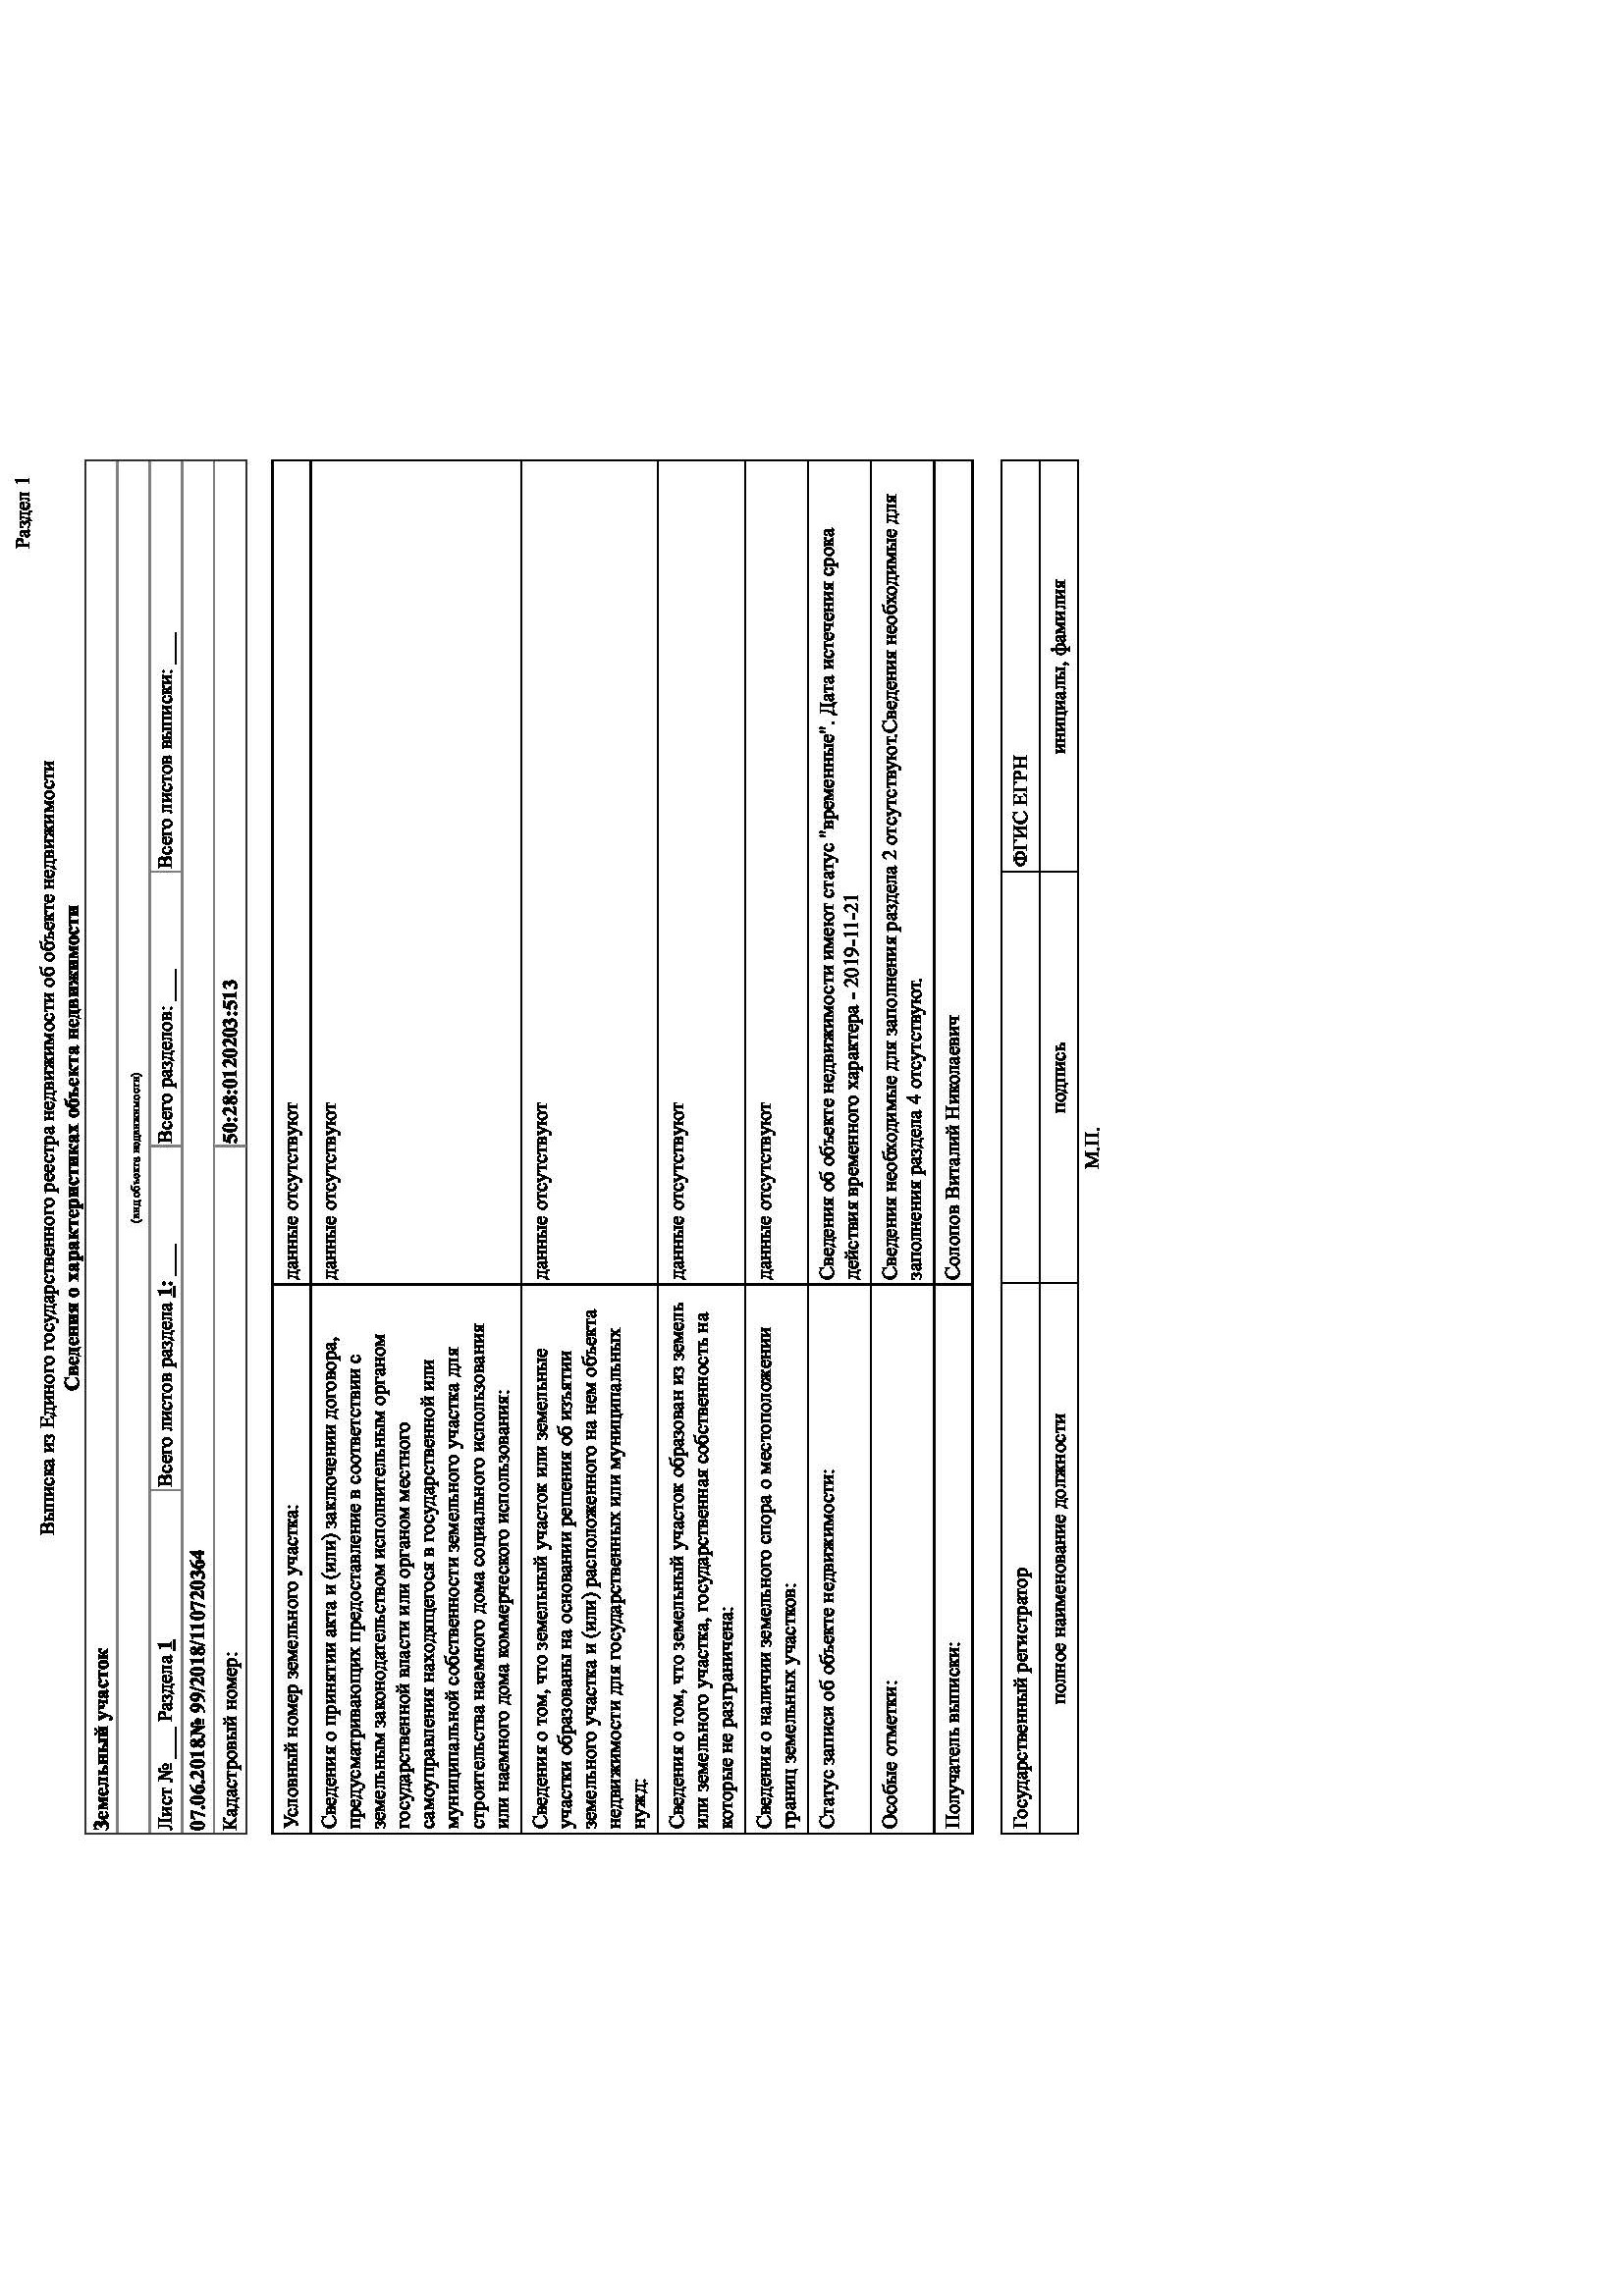 Раздел 1
Выписка из Единого государственного реестра недвижимости об объекте недвижимости
Сведения о характеристиках объекта недвижимости
Земельный участок
(вид объекта недвижимости)
Лист № ___ Раздела 1 Всего листов раздела 1: ___ Всего разделов: ___ Всего листов выписки: ___
07.06.2018№ 99/2018/110720364
Кадастровый номер: 50:28:0120203:513
Условный номер земельного участка: данные отсутствуют
Сведения о принятии акта и (или) заключении договора, данные отсутствуют
предусматривающих предоставление в соответствии с
земельным законодательством исполнительным органом
государственной власти или органом местного
самоуправления находящегося в государственной или
муниципальной собственности земельного участка для
строительства наемного дома социального использования
или наемного дома коммерческого использования:
Сведения о том, что земельный участок или земельные данные отсутствуют
участки образованы на основании решения об изъятии
земельного участка и (или) расположенного на нем объекта
недвижимости для государственных или муниципальных
нужд:
Сведения о том, что земельный участок образован из земель данные отсутствуют
или земельного участка, государственная собственность на
которые не разграничена:
Сведения о наличии земельного спора о местоположении данные отсутствуют
границ земельных участков:
Статус записи об объекте недвижимости: Сведения об объекте недвижимости имеют статус "временные". Дата истечения срока
действия временного характера - 2019-11-21
Особые отметки: Сведения необходимые для заполнения раздела 2 отсутствуют.Сведения необходимые для
заполнения раздела 4 отсутствуют.
Получатель выписки: Солопов Виталий Николаевич
Государственный регистратор ФГИС ЕГРН
полное наименование должности подпись инициалы, фамилия
М.П.